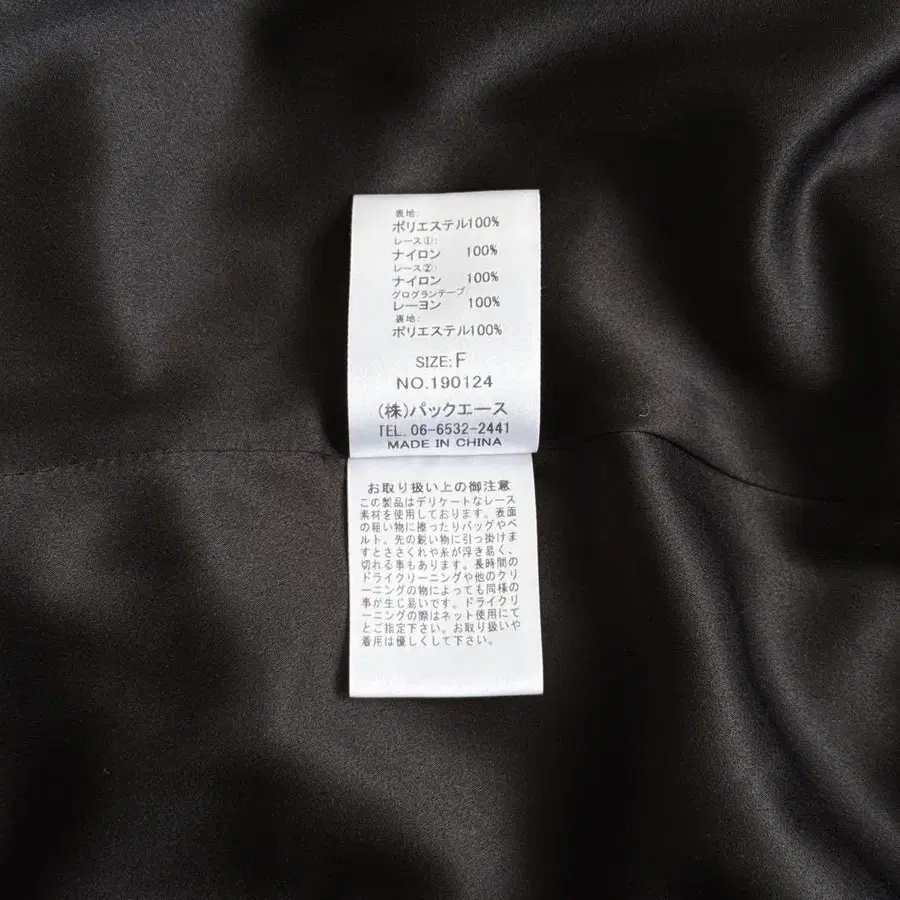 表地:
ポリエステル100%
レース①:
ナイロン 100%
レース②:
ナイロン 100%
グログランテープ:
レーヨン 100%
裏地:
ポリエステル100%
SIZE:F
NO.190124
(株)パックエース
TEL. 06-6532-2441
MADE IN CHINA
お取り扱い上の御注意
この製品はデリケートなレース
素材を使用しております。表面
の粗い物に擦ったりバッグやベ
ルト、先の鋭い物に引っ掛けま
すとささくれや糸が浮き易く、
切れる事もあります。長時間の
ドライクリーニングや他のクリ
ーニングの物によっても同様の
事が生じ易いです。ドライクリ
ーニングの際はネット使用にて
とご指定下さい。お取り扱いや
着用は優しくして下さい。